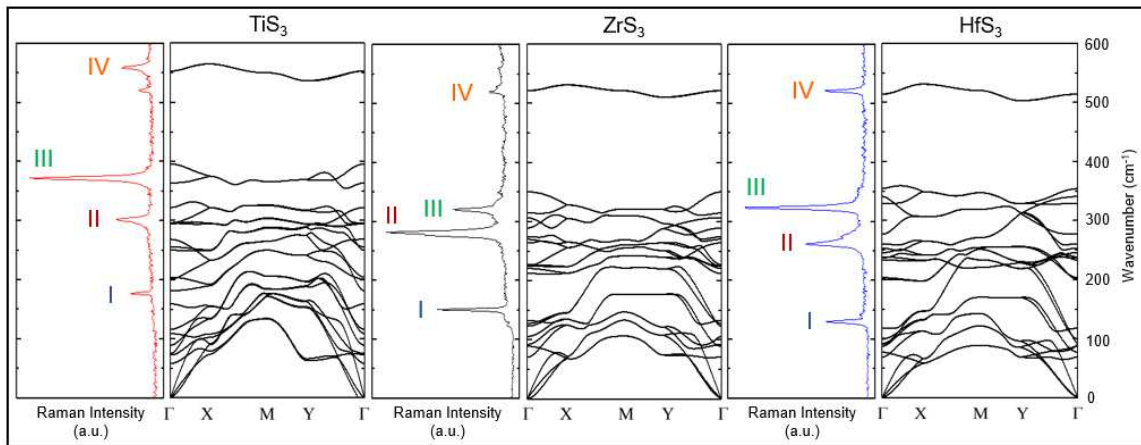 TiS₃
ZrS₃
HfS₃
IV
III
II
I
IV
III
II
I
IV
III
II
I
600
500
400
300
200
100
0
Wavenumber (cm⁻¹)
Raman Intensity
(a.u.)
Γ X M Y Γ
Raman Intensity
(a.u.)
Γ X M Y Γ
Raman Intensity
(a.u.)
Γ X M Y Γ